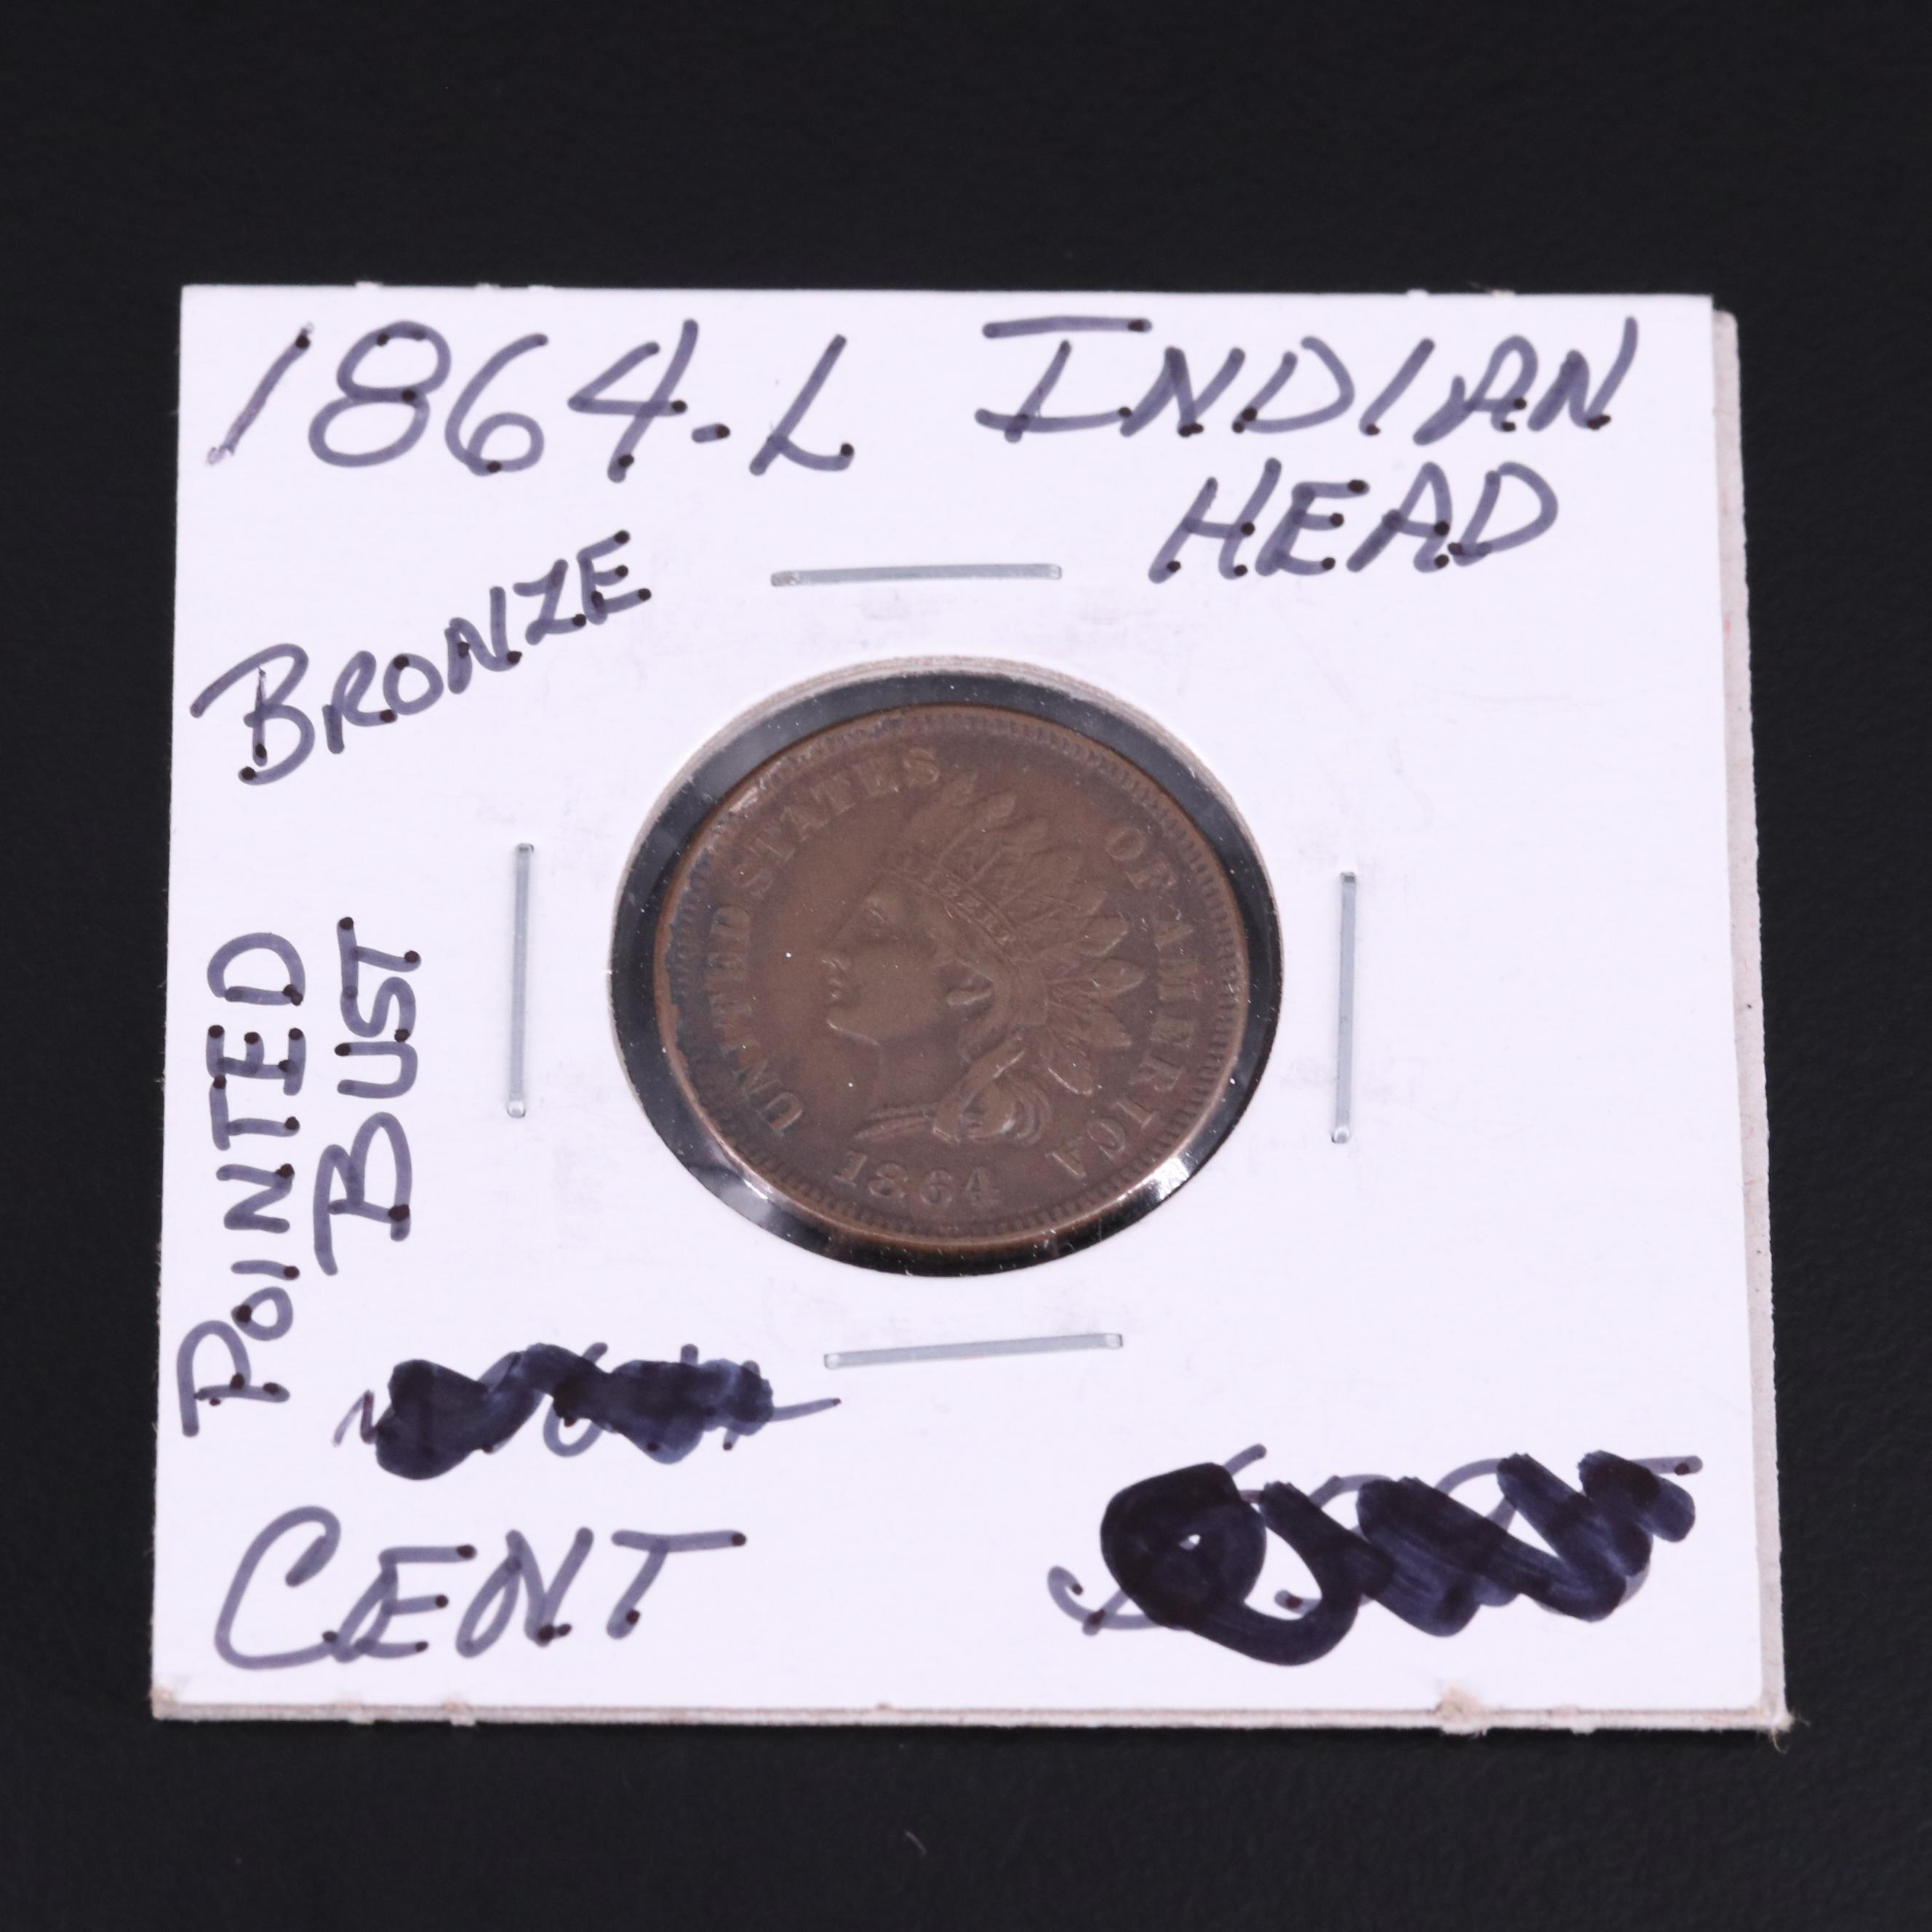 1864-L INDIAN
HEAD
BRONZE
POINTED
BUST
UNITED STATES OF AMERICA
1864
CENT